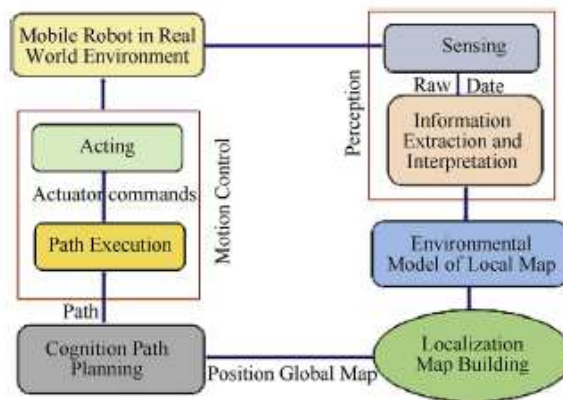 Mobile Robot in Real
World Environment
Sensing
Raw Date
Perception
Information
Extraction and
Interpretation
Acting
Actuator commands
Motion Control
Path Execution
Environmental
Model of Local Map
Path
Cognition Path
Planning
Position Global Map
Localization
Map Building